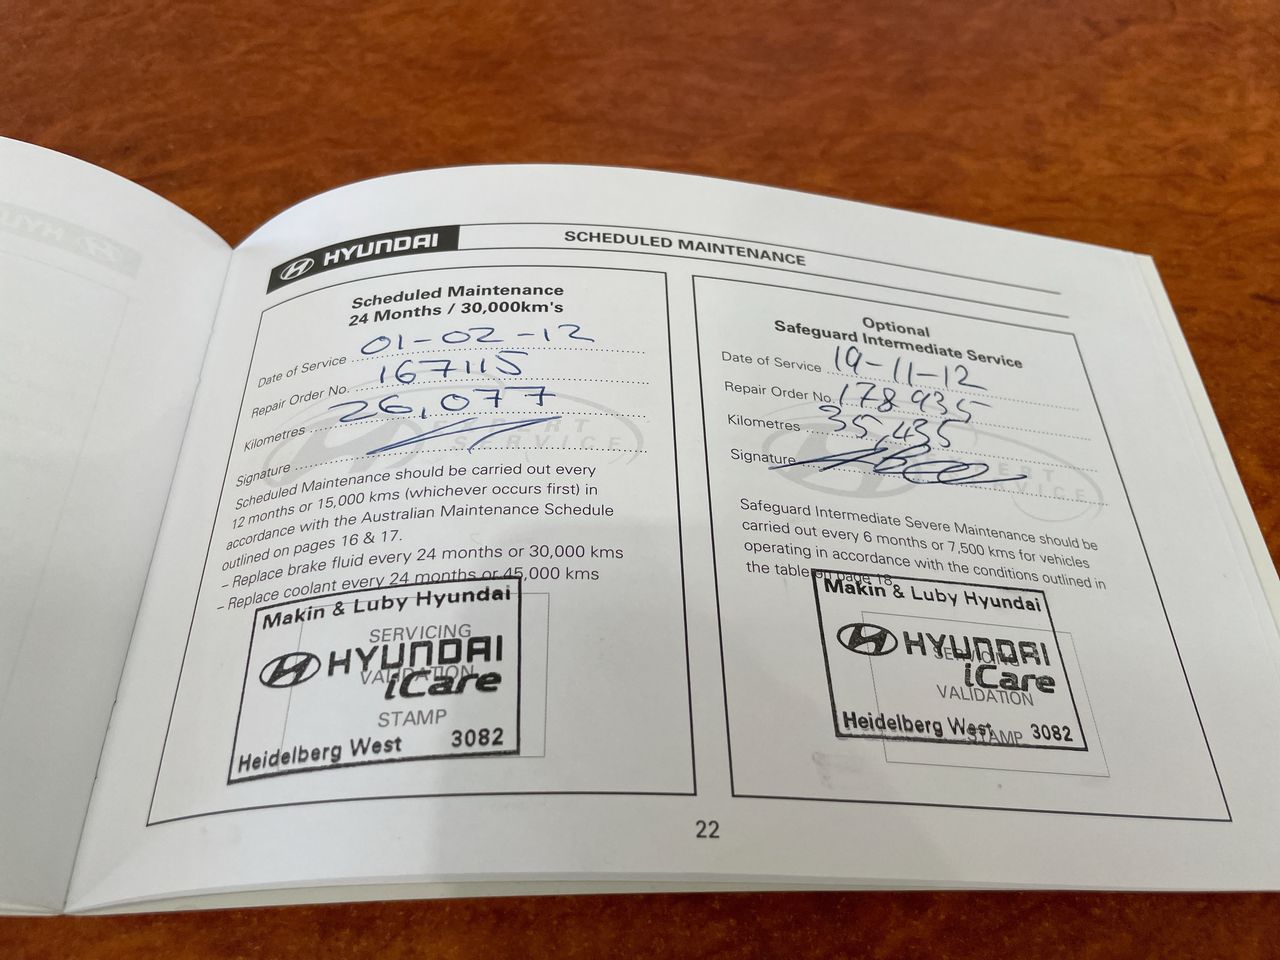 HYUNDAI
SCHEDULED MAINTENANCE
Scheduled Maintenance
24 Months / 30,000km's
Date of Service 01-02-12
Repair Order No. 167115
Kilometres 26,077
Signature
EXPERT
SERVICE
Scheduled Maintenance should be carried out every
12 months or 15,000 kms (whichever occurs first) in
accordance with the Australian Maintenance Schedule
outlined on pages 16 & 17.
– Replace brake fluid every 24 months or 30,000 kms
– Replace coolant every 24 months or 45,000 kms
Makin & Luby Hyundai
SERVICING
HYUNDAI
VALIDATION
iCare
STAMP
Heidelberg West 3082
Optional
Safeguard Intermediate Service
Date of Service 19-11-12
Repair Order No. 178935
Kilometres 35,435
Signature
EXPERT
SERVICE
Safeguard Intermediate Severe Maintenance should be
carried out every 6 months or 7,500 kms for vehicles
operating in accordance with the conditions outlined in
the table on page 18.
Makin & Luby Hyundai
HYUNDAI
SERVICING
iCare
VALIDATION
Heidelberg West 3082
STAMP
22